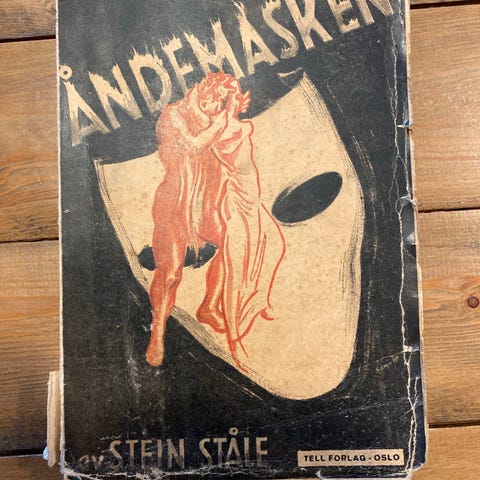 ÅNDEMASKEN
av STEIN STÅLE
TELL FORLAG - OSLO